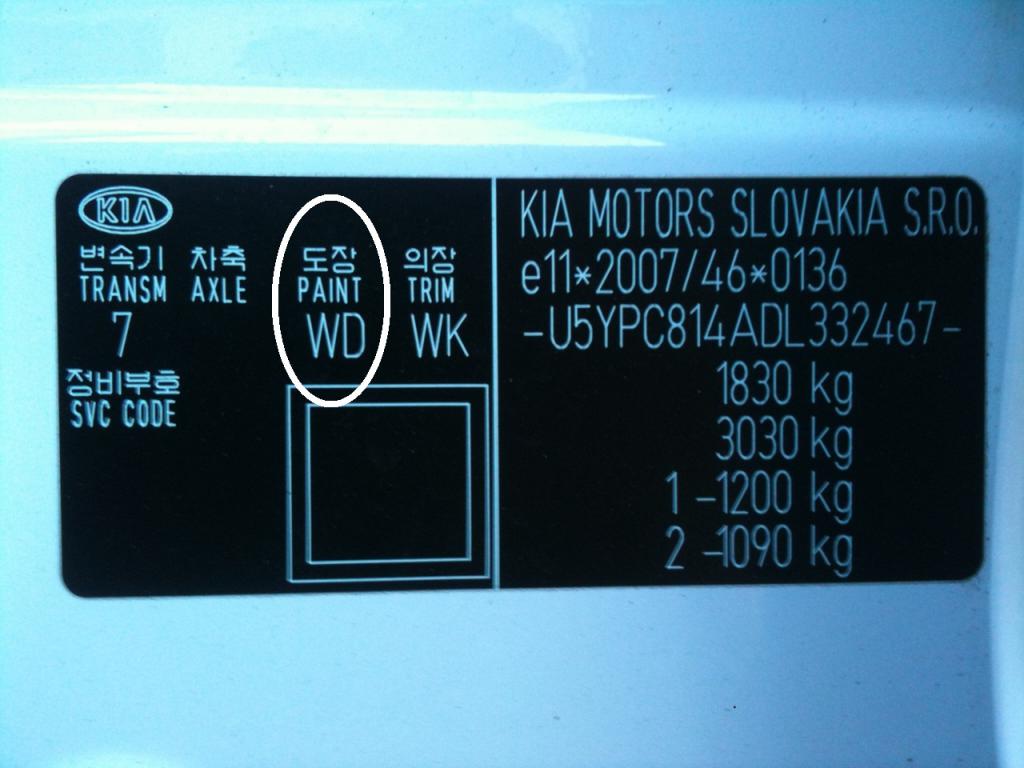 KIA
변속기 차축 도장 의장
TRANSM AXLE PAINT TRIM
7 WD WK
정비부호
SVC CODE
KIA MOTORS SLOVAKIA S.R.O.
e11*2007/46*0136
-U5YPC814ADL332467-
1830 kg
3030 kg
1 -1200 kg
2 -1090 kg